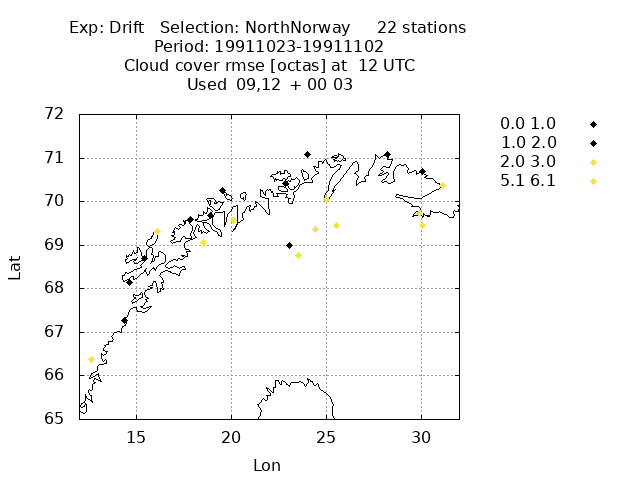 Exp: Drift   Selection: NorthNorway     22 stations
Period: 19911023-19911102
Cloud cover rmse [octas] at  12 UTC
Used  09,12  + 00 03
72
71
70
69
68
67
66
65
15 20 25 30
Lat
Lon
0.0 1.0
1.0 2.0
2.0 3.0
5.1 6.1